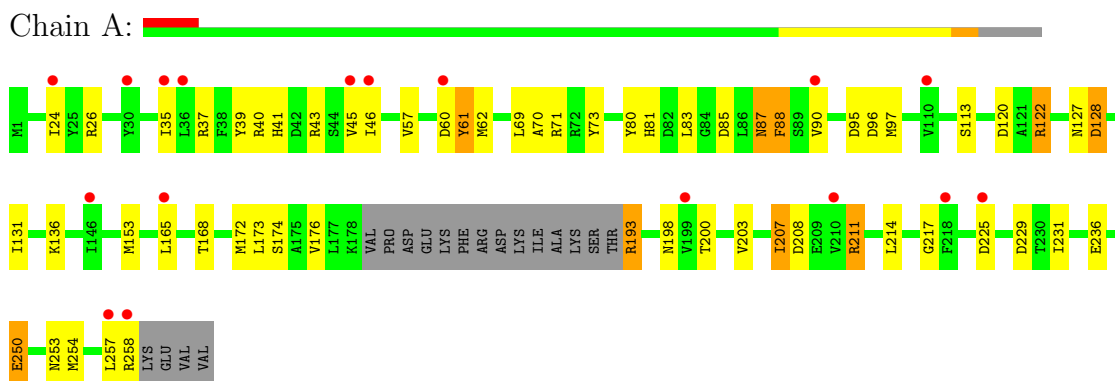 Chain A:
M1 I24 Y25 R26 Y30 I35 L36 R37 F38 Y39 R40 H41 D42 R43 S44 V45 I46 V57 D60 Y61 M62 L69 A70 R71 R72 Y73 Y80 H81 D82 L83 G84 D85 L86 N87 F88 S89 V90 D95 D96 M97 V110 S113 D120 A121 R122 N127 D128
I131 K136 I146 M153 L165 T168 M172 L173 S174 A175 V176 L177 K178 VAL PRO ASP GLU LYS PHE ARG ASP LYS ILE ALA LYS SER THR R193 N198 V199 T200 V203 I207 D208 E209 V210 R211 L214 G217 F218 D225 D229 T230 I231 E236
E250 N253 M254 L257 R258 LYS GLU VAL VAL